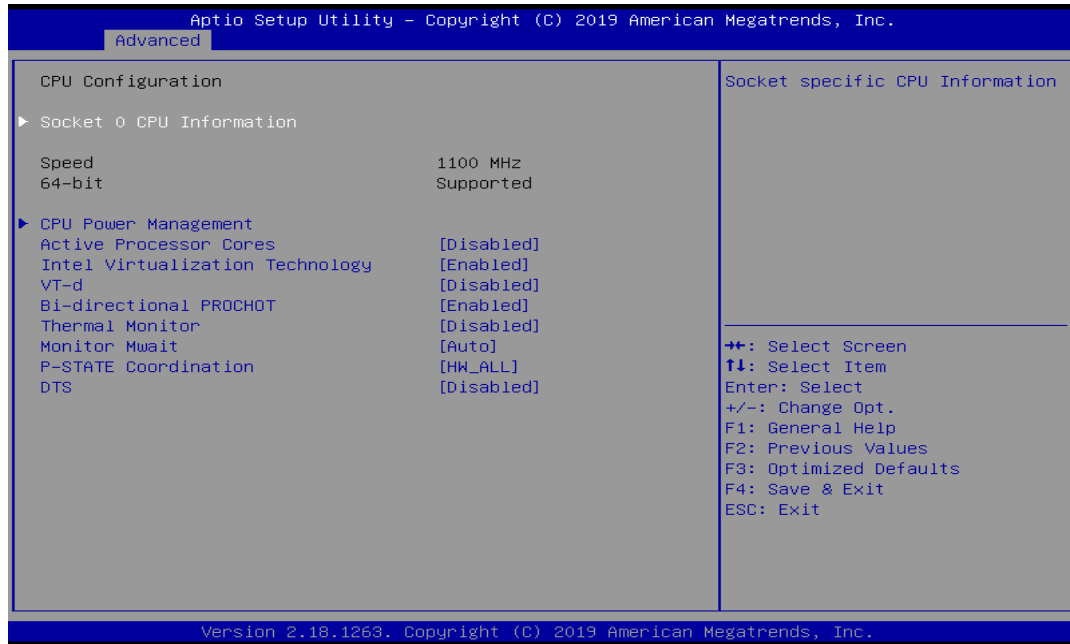 Aptio Setup Utility – Copyright (C) 2019 American Megatrends, Inc.
Advanced
CPU Configuration
▶ Socket 0 CPU Information
Speed 1100 MHz
64-bit Supported
▶ CPU Power Management
Active Processor Cores [Disabled]
Intel Virtualization Technology [Enabled]
VT-d [Disabled]
Bi-directional PROCHOT [Enabled]
Thermal Monitor [Disabled]
Monitor Mwait [Auto]
P-STATE Coordination [HW_ALL]
DTS [Disabled]
Socket specific CPU Information
→←: Select Screen
↑↓: Select Item
Enter: Select
+/-: Change Opt.
F1: General Help
F2: Previous Values
F3: Optimized Defaults
F4: Save & Exit
ESC: Exit
Version 2.18.1263. Copyright (C) 2019 American Megatrends, Inc.